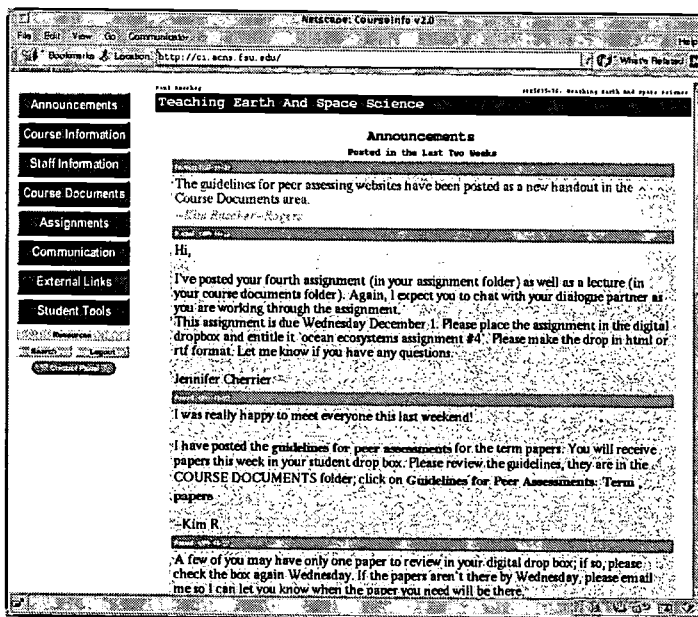 Netscape: CourseInfo v2.0
File Edit View Go Communicator
Help
Bookmarks Location: http://ci.acns.fsu.edu/
What's Related
Announcements
Course Information
Staff Information
Course Documents
Assignments
Communication
External Links
Student Tools
Resources
Search Logout
Control Panel
Teaching Earth And Space Science
Announcements
Posted in the Last Two Weeks
The guidelines for peer assessing websites have been posted as a new handout in the
Course Documents area.
Hi,
I've posted your fourth assignment (in your assignment folder) as well as a lecture (in
your course documents folder). Again, I expect you to chat with your dialogue partner as
you are working through the assignment.
This assignment is due Wednesday December 1. Please place the assignment in the digital
dropbox and entitle it 'ocean ecosystems assignment #4'. Please make the drop in html or
rtf format. Let me know if you have any questions.
Jennifer Cherrier
I was really happy to meet everyone this last weekend!
I have posted the guidelines for peer assessments for the term papers. You will receive
papers this week in your student drop box. Please review the guidelines, they are in the
COURSE DOCUMENTS folder; click on Guidelines for Peer Assessments: Term
papers
--Kim R.
A few of you may have only one paper to review in your digital drop box; if so, please
check the box again Wednesday. If the papers aren't there by Wednesday, please email
me so I can let you know when the paper you need will be there.